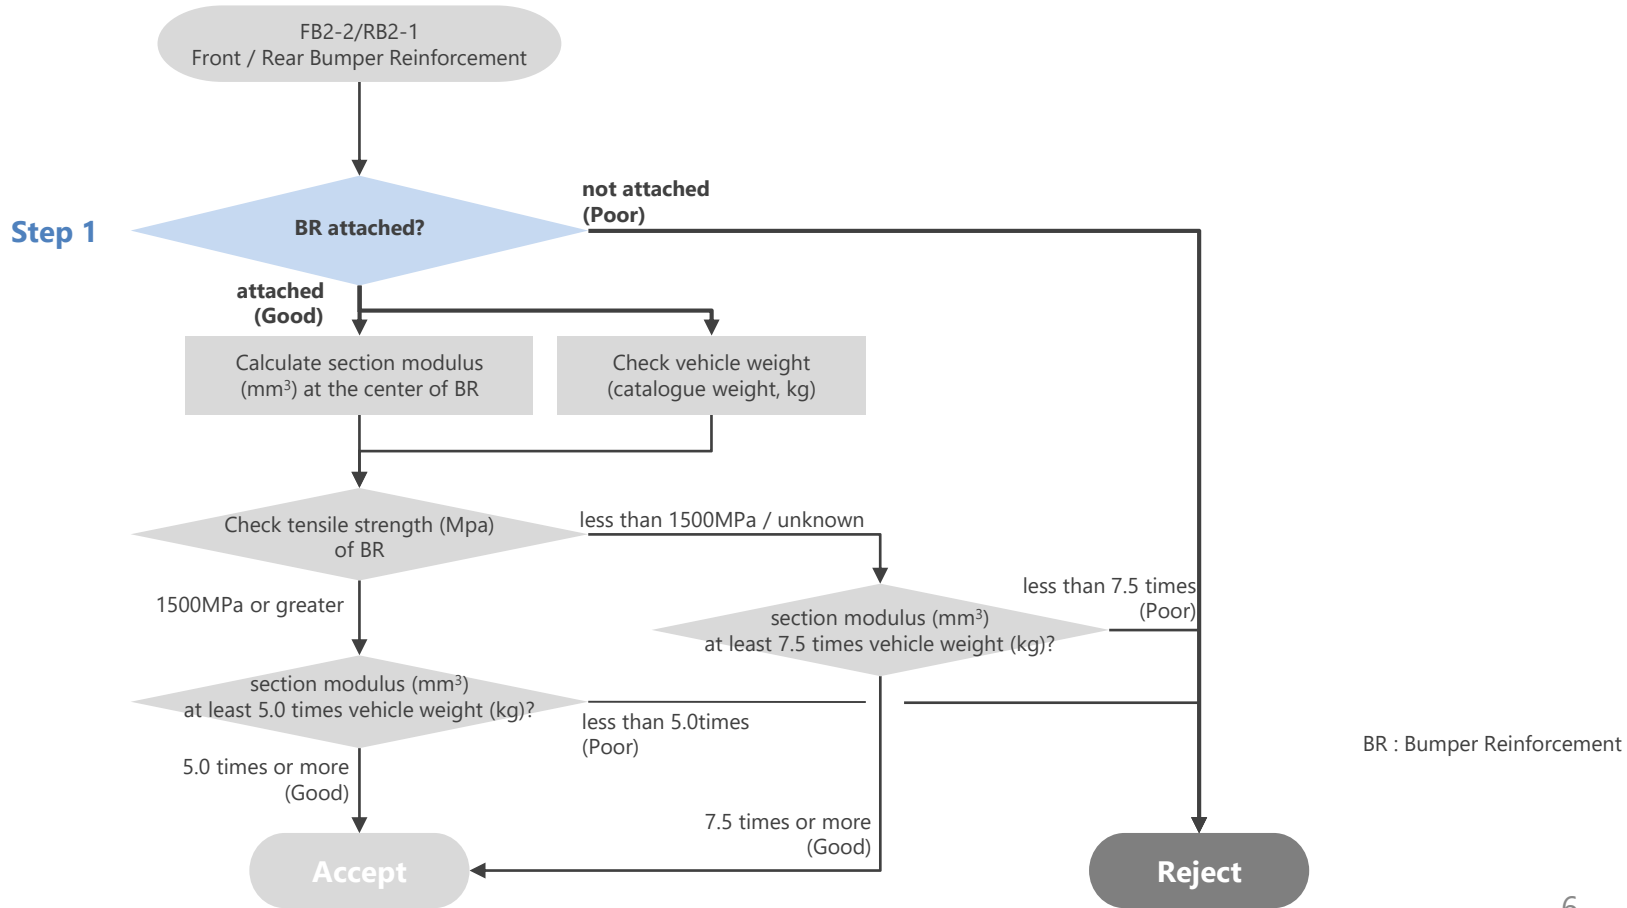 FB2-2/RB2-1
Front / Rear Bumper Reinforcement
Step 1
BR attached?
not attached
(Poor)
attached
(Good)
Calculate section modulus
(mm³) at the center of BR
Check vehicle weight
(catalogue weight, kg)
Check tensile strength (Mpa)
of BR
less than 1500MPa / unknown
1500MPa or greater
section modulus (mm³)
at least 7.5 times vehicle weight (kg)?
less than 7.5 times
(Poor)
section modulus (mm³)
at least 5.0 times vehicle weight (kg)?
less than 5.0times
(Poor)
5.0 times or more
(Good)
7.5 times or more
(Good)
BR : Bumper Reinforcement
Accept
Reject
6